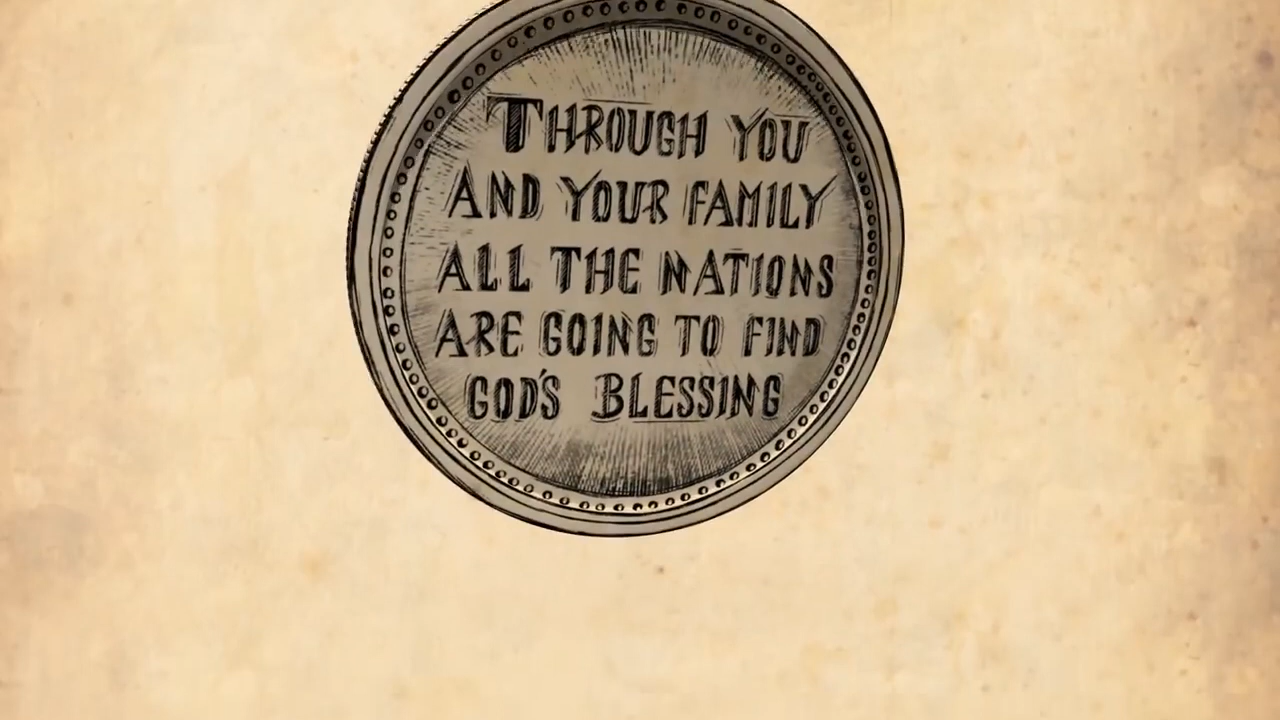 THROUGH YOU
AND YOUR FAMILY
ALL THE NATIONS
ARE GOING TO FIND
GOD'S BLESSING